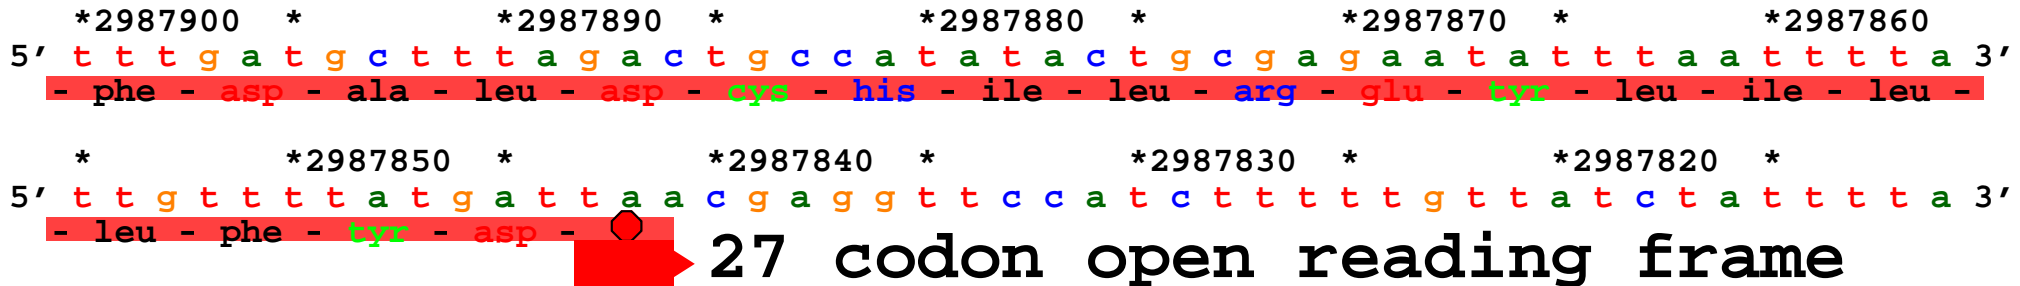 *2987900 * *2987890 * *2987880 * *2987870 * *2987860
5′ t t t g a t g c t t t a g a c t g c c a t a t a c t g c g a g a a t a t t t a a t t t t a 3′
- phe - asp - ala - leu - asp - cys - his - ile - leu - arg - glu - tyr - leu - ile - leu -
* *2987850 * *2987840 * *2987830 * *2987820 *
5′ t t g t t t t a t g a t t a a c g a g g t t c c a t c t t t t t g t t a t c t a t t t t a 3′
- leu - phe - tyr - asp -
27 codon open reading frame